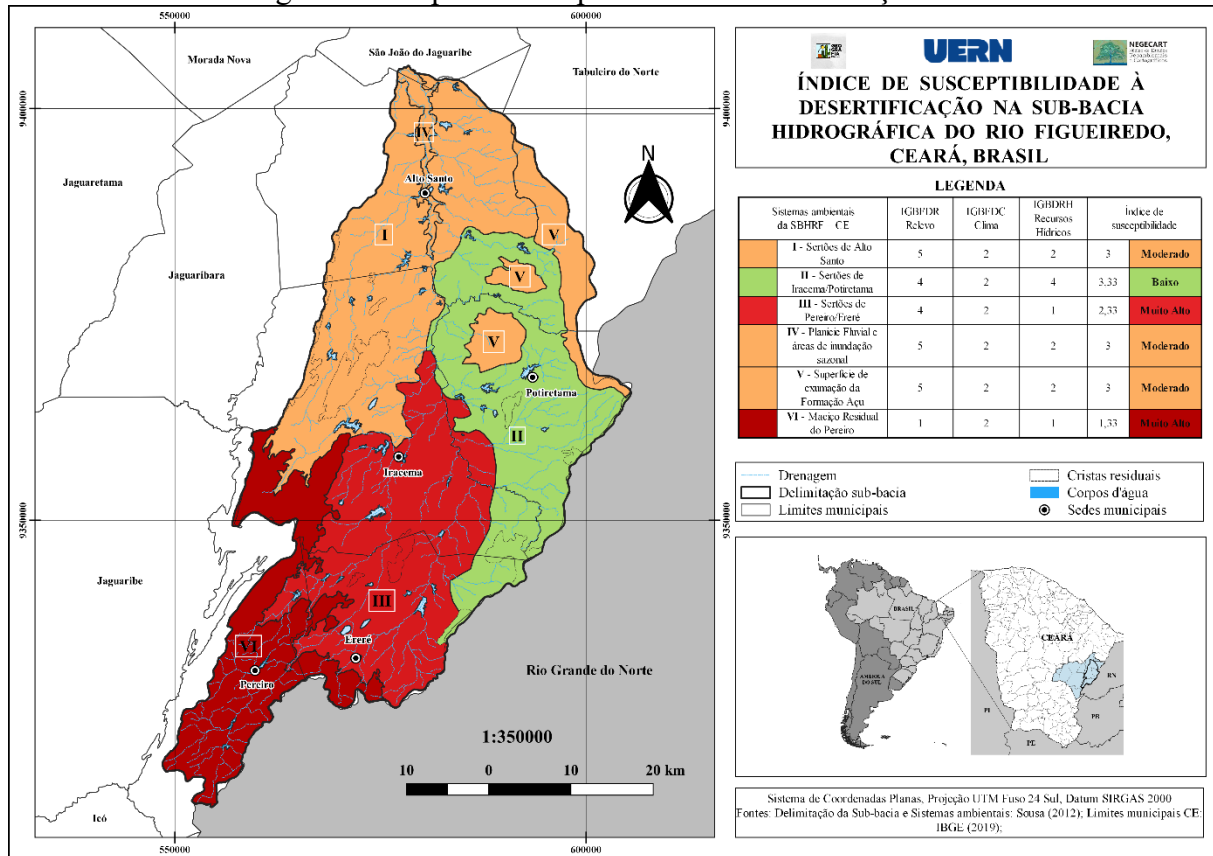 550000
600000
Morada Nova
São João do Jaguaribe
Tabuleiro do Norte
9400000
9400000
IV
N
Jaguaretama
Alto Santo
I
V
Jaguaribara
V
V
Potiretama
II
Iracema
9350000
9350000
Jaguaribe
III
VI
Ererê
Pereiro
Rio Grande do Norte
1:350000
10 0 10 20 km
Icó
550000
600000
UERN
NEGECART
ÍNDICE DE SUSCEPTIBILIDADE À
DESERTIFICAÇÃO NA SUB-BACIA
HIDROGRÁFICA DO RIO FIGUEIREDO,
CEARÁ, BRASIL
LEGENDA
Sistemas ambientais da SBHRF CE IGBFDR Relevo IGBFDC Clima IGBDRH Recursos Hídricos Índice de susceptibilidade
I - Sertões de Alto Santo 5 2 2 3 Moderado
II - Sertões de Iracema/Potiretama 4 2 4 3.33 Baixo
III - Sertões de Pereiro/Ererê 4 2 1 2,33 Muito Alto
IV - Planície Fluvial e áreas de inundação sazonal 5 2 2 3 Moderado
V - Superfície de exumação da Formação Açu 5 2 2 3 Moderado
VI - Maciço Residual do Pereiro 1 2 1 1,33 Muito Alto
Drenagem
Delimitação sub-bacia
Limites municipais
Cristas residuais
Corpos d'água
Sedes municipais
BRASIL
AMÉRICA DO SUL
CEARÁ
RN
PI
PB
PE
Sistema de Coordenadas Planas, Projeção UTM Fuso 24 Sul, Datum SIRGAS 2000
Fontes: Delimitação da Sub-bacia e Sistemas ambientais: Sousa (2012); Limites municipais CE:
IBGE (2019);